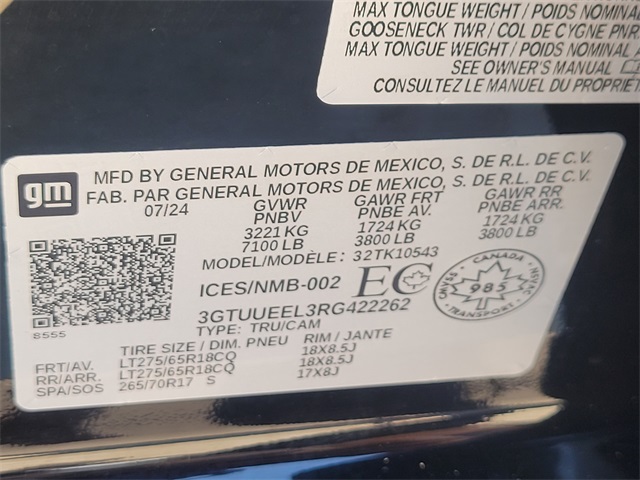 MAX TONGUE WEIGHT / POIDS NOMINAL
GOOSENECK TWR / COL DE CYGNE PNR
MAX TONGUE WEIGHT / POIDS NOMINAL
SEE OWNER'S MANUAL
CONSULTEZ LE MANUEL DU PROPRIÉT
gm
MFD BY GENERAL MOTORS DE MEXICO, S. DE R.L. DE C.V.
FAB. PAR GENERAL MOTORS DE MEXICO, S. DE R.L. DE C.V.
07/24 GVWR GAWR FRT GAWR RR
PNBV PNBE AV. PNBE ARR.
3221 KG 1724 KG 1724 KG
7100 LB 3800 LB 3800 LB
MODEL/MODÈLE: 32TK10543
ICES/NMB-002 EC
CANADA
CMVSS 985 NSVAC
TRANSPORT
3GTUUEEL3RG422262
TYPE: TRU/CAM
8555
TIRE SIZE / DIM. PNEU RIM / JANTE
FRT/AV. LT275/65R18CQ 18X8.5J
RR/ARR. LT275/65R18CQ 18X8.5J
SPA/SOS 265/70R17 S 17X8J